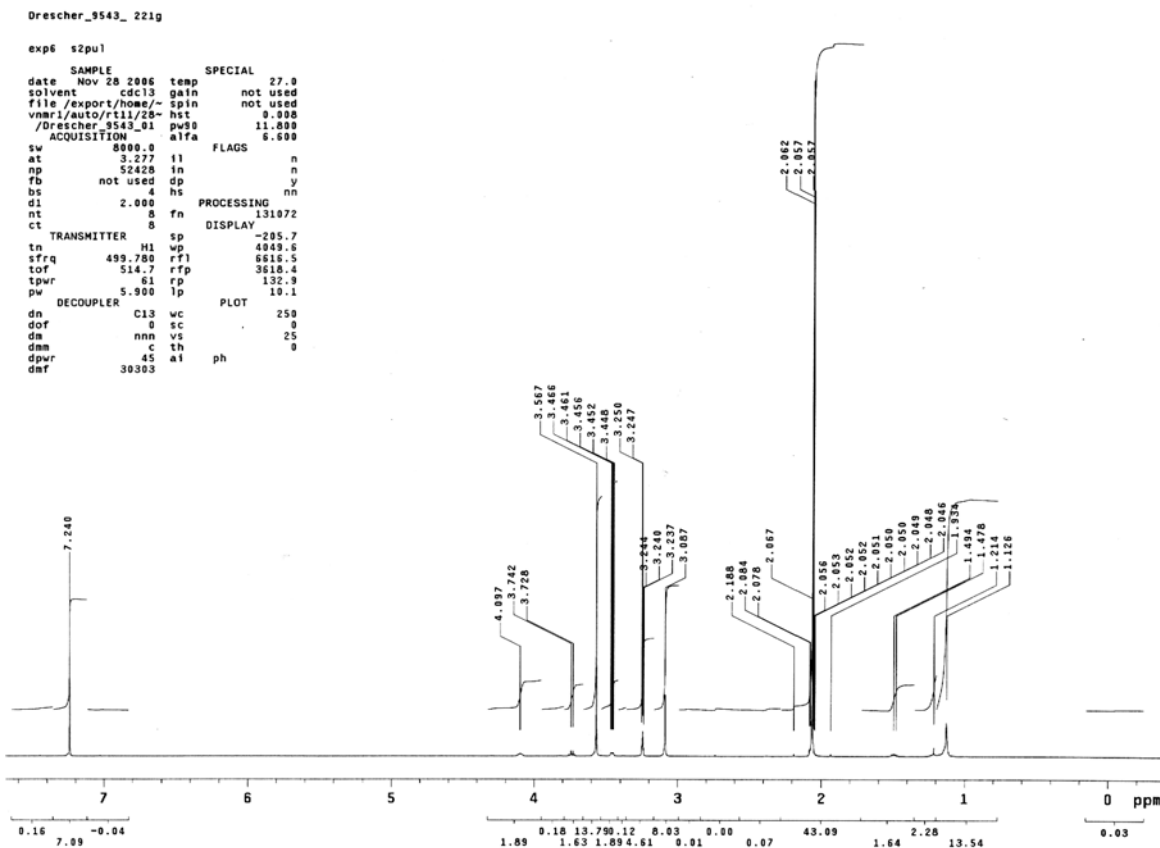 Drescher_9543_ 221g
exp6 s2pul
SAMPLE SPECIAL
date Nov 28 2006 temp 27.0
solvent cdcl3 gain not used
file /export/home/~ spin not used
vnmr1/auto/rt11/28~ hst 0.008
/Drescher_9543_01 pw90 11.800
ACQUISITION alfa 6.600
sw 8000.0 FLAGS
at 3.277 il n
np 52428 in n
fb not used dp y
bs 4 hs nn
d1 2.000 PROCESSING
nt 8 fn 131072
ct 8 DISPLAY
TRANSMITTER sp -205.7
tn H1 wp 4049.6
sfrq 499.780 rfl 6616.5
tof 514.7 rfp 3618.4
tpwr 61 rp 132.9
pw 5.900 lp 10.1
DECOUPLER PLOT
dn C13 wc 250
dof 0 sc 0
dm nnn vs 25
dmm c th 0
dpwr 45 ai ph
dmf 30303
7.240
4.097
3.742
3.728
3.567
3.466
3.461
3.456
3.452
3.448
3.250
3.247
3.244
3.240
3.237
3.087
2.188
2.084
2.078
2.067
2.062
2.057
2.057
2.056
2.053
2.052
2.052
2.051
2.050
2.050
2.049
2.048
2.046
1.934
1.494
1.478
1.214
1.126
7 6 5 4 3 2 1 0 ppm
0.16 -0.04 0.18 13.79 0.12 8.03 0.00 43.09 2.28 0.03
7.09 1.89 1.63 1.89 4.61 0.01 0.07 1.64 13.54